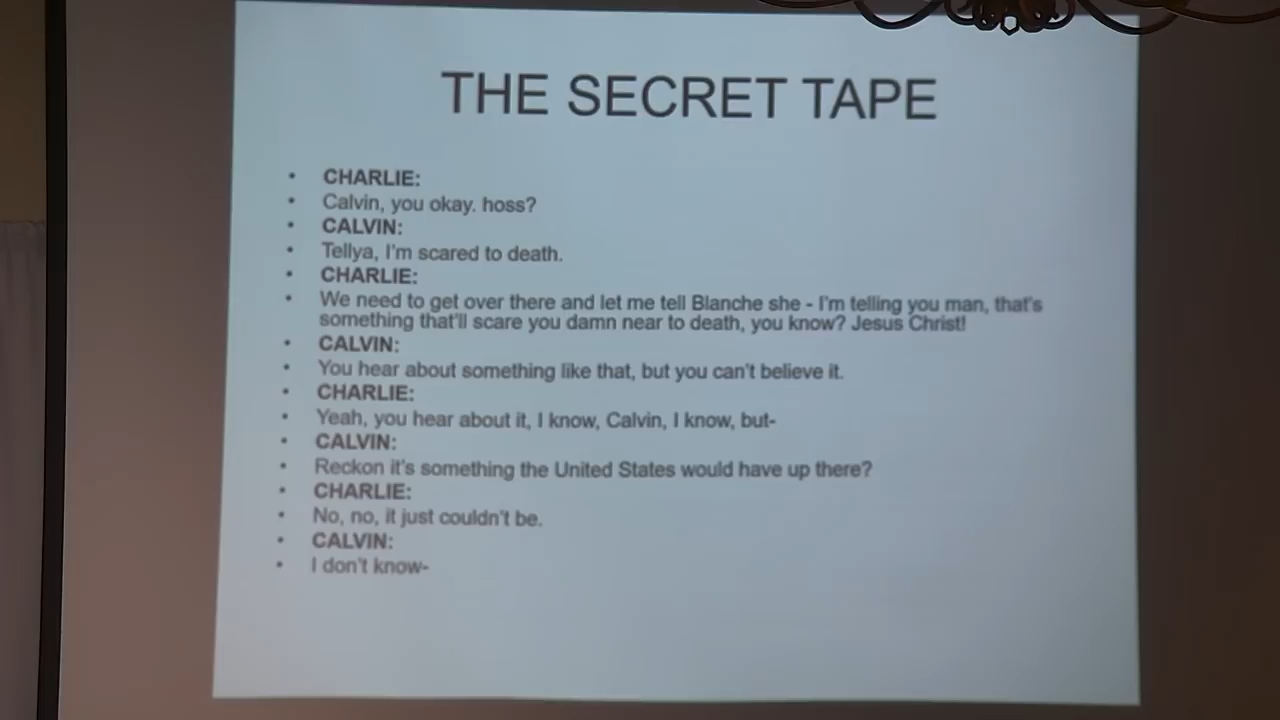 THE SECRET TAPE
• CHARLIE:
• Calvin, you okay. hoss?
• CALVIN:
• Tellya, I'm scared to death.
• CHARLIE:
• We need to get over there and let me tell Blanche she - I'm telling you man, that's
something that'll scare you damn near to death, you know? Jesus Christ!
• CALVIN:
• You hear about something like that, but you can't believe it.
• CHARLIE:
• Yeah, you hear about it, I know, Calvin, I know, but-
• CALVIN:
• Reckon it's something the United States would have up there?
• CHARLIE:
• No, no, it just couldn't be.
• CALVIN:
• I don't know-